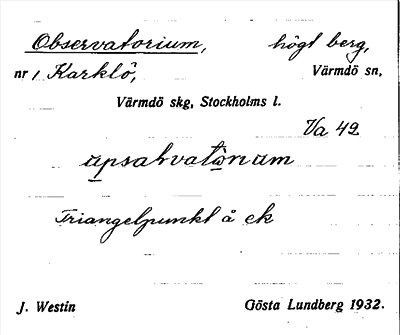 Observatorium, högt berg,
nr 1 Karklö, Värmdö sn,
Värmdö skg, Stockholms l.
Va 42
Triangelpunkt å ek
J. Westin Gösta Lundberg 1932.